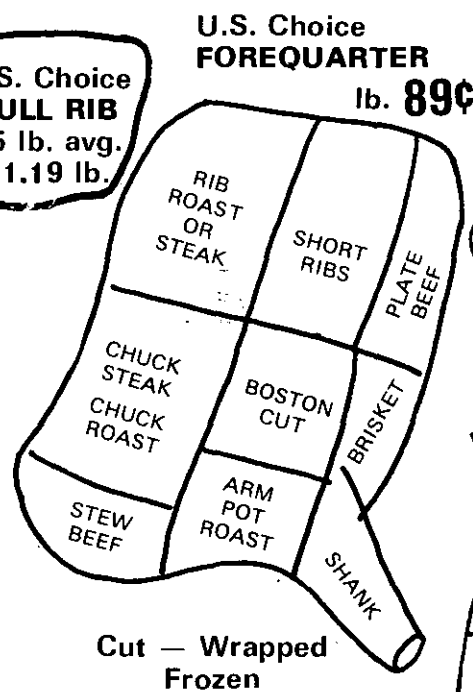 U.S. Choice
FOREQUARTER
lb. 89¢
S. Choice
ULL RIB
5 lb. avg.
1.19 lb.
RIB
ROAST
OR
STEAK
SHORT
RIBS
PLATE
BEEF
CHUCK
STEAK
CHUCK
ROAST
BOSTON
CUT
BRISKET
STEW
BEEF
ARM
POT
ROAST
SHANK
Cut — Wrapped
Frozen